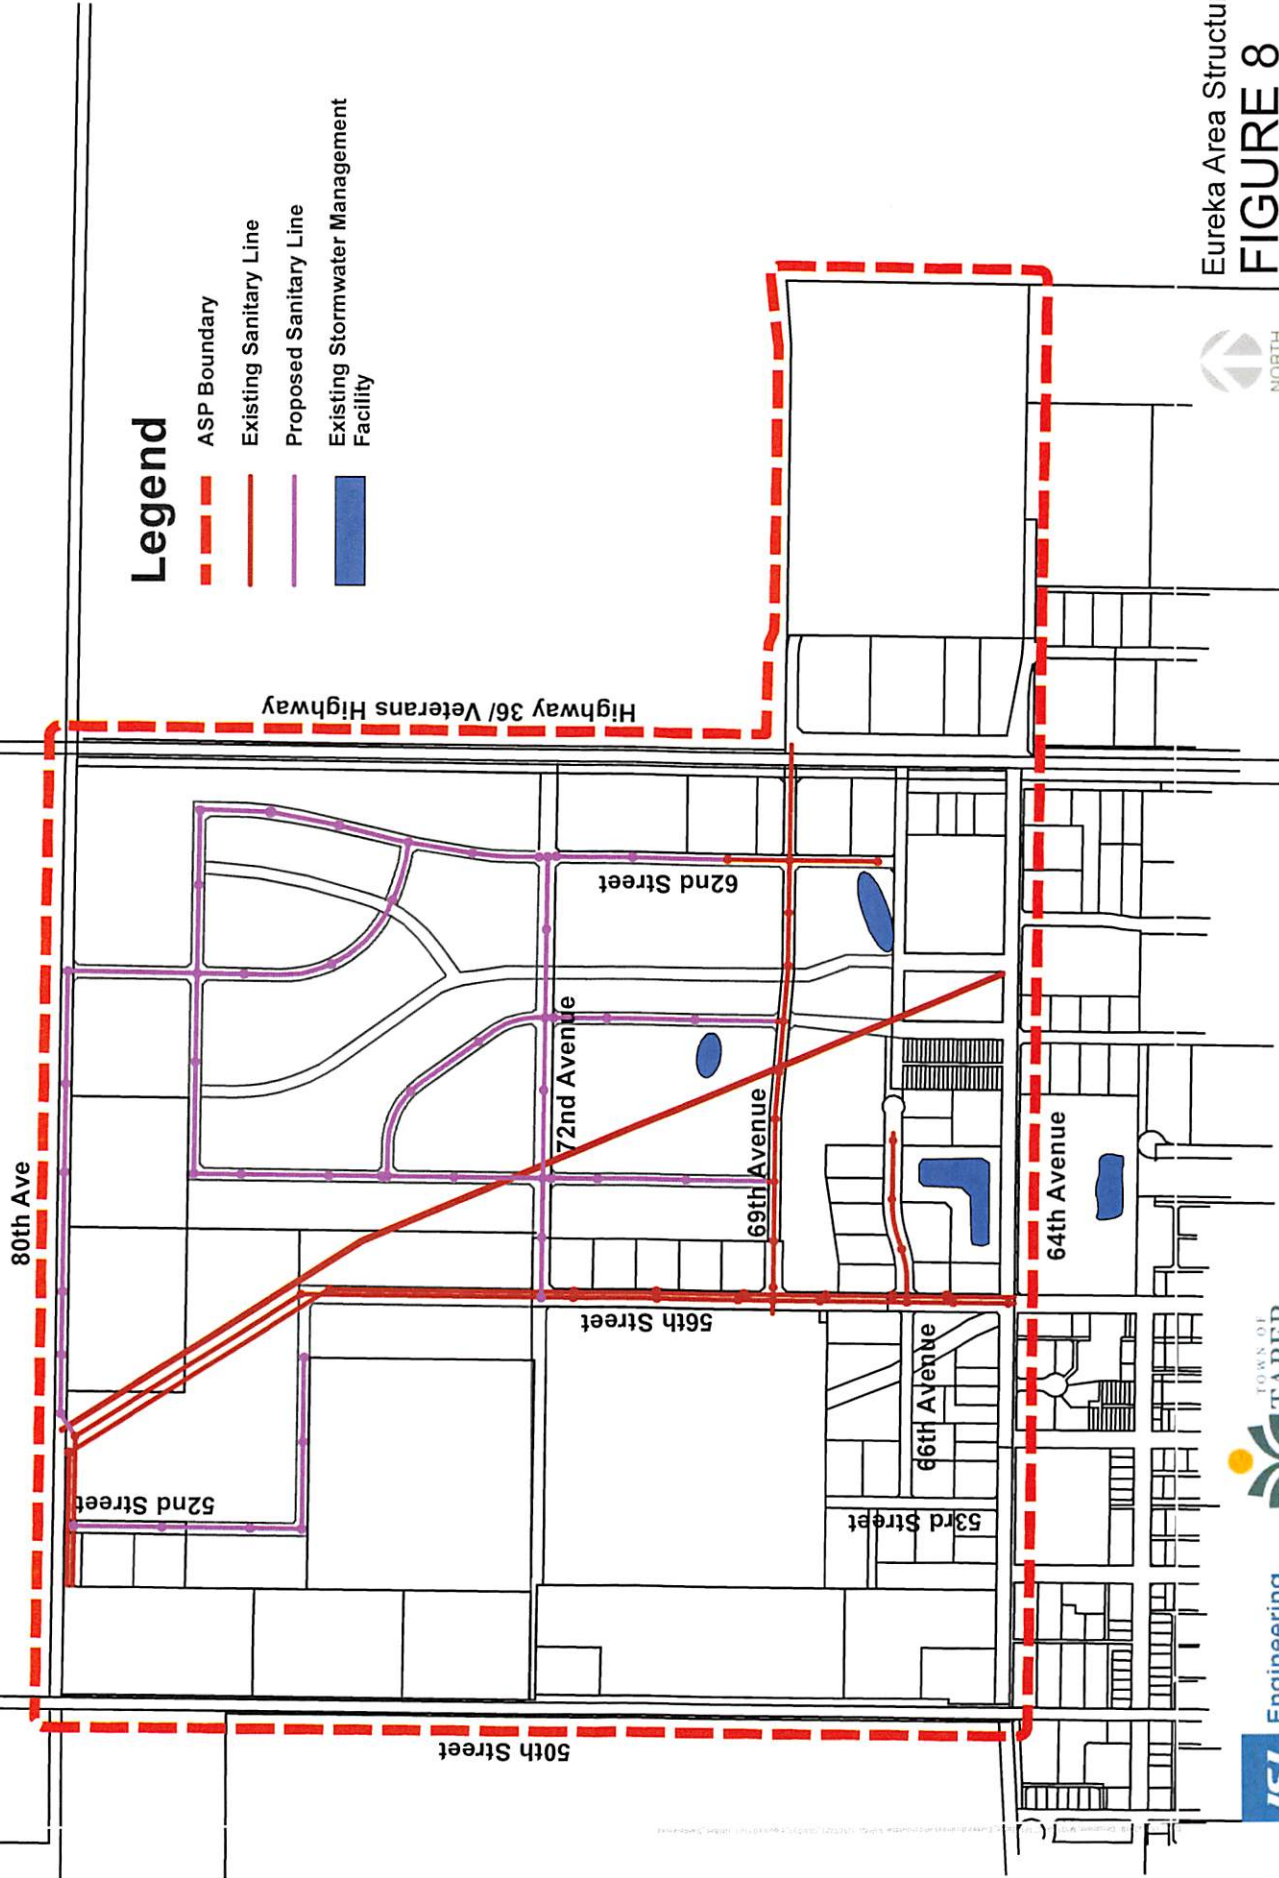 80th Ave
Legend
ASP Boundary
Existing Sanitary Line
Proposed Sanitary Line
Existing Stormwater Management
Facility
Highway 36/ Veterans Highway
62nd Street
72nd Avenue
69th Avenue
56th Street
52nd Street
66th Avenue
53rd Street
64th Avenue
50th Street
Eureka Area Structu
FIGURE 8
NORTH
TOWN OF
TABER
Engineering